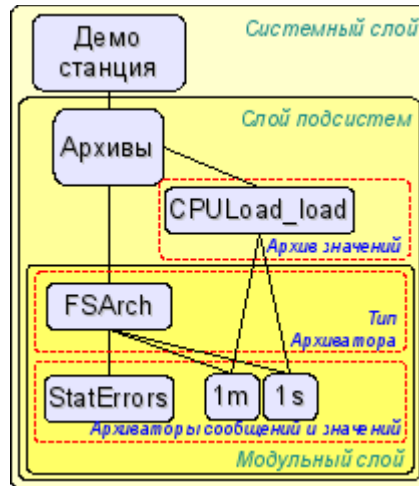 Демо
станция
Системный слой
Слой подсистем
Архивы
CPULoad_load
Архив значений
FSArch
Тип
Архиватора
StatErrors
1m
1s
Архиваторы сообщений и значений
Модульный слой